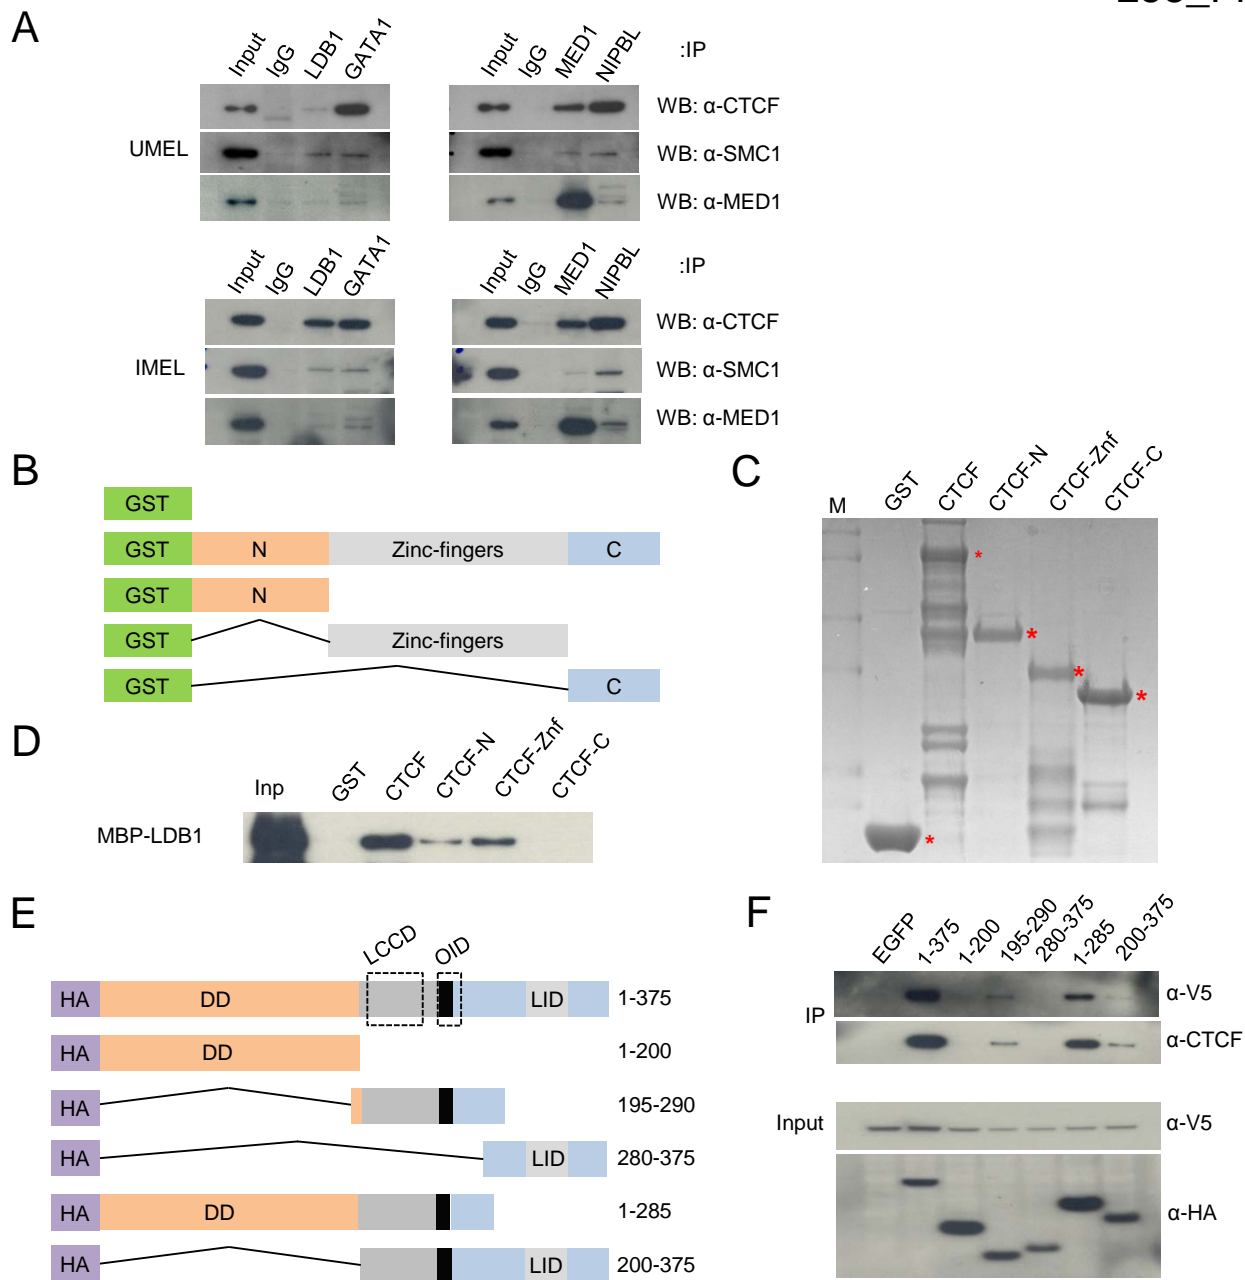 A
Input IgG LDB1 GATA1
Input IgG MED1 NIPBL :IP
WB: α-CTCF
UMEL WB: α-SMC1
WB: α-MED1
Input IgG LDB1 GATA1
Input IgG MED1 NIPBL :IP
WB: α-CTCF
IMEL WB: α-SMC1
WB: α-MED1
B
GST
GST N Zinc-fingers C
GST N
GST Zinc-fingers
GST C
C
M GST CTCF CTCF-N CTCF-Znf CTCF-C
*
*
*
*
*
D
Inp GST CTCF CTCF-N CTCF-Znf CTCF-C
MBP-LDB1
E
LCCD OID
HA DD LID 1-375
HA DD 1-200
HA 195-290
HA LID 280-375
HA DD 1-285
HA LID 200-375
F
EGFP 1-375 1-200 195-290 280-375 1-285 200-375
IP α-V5
α-CTCF
Input α-V5
α-HA